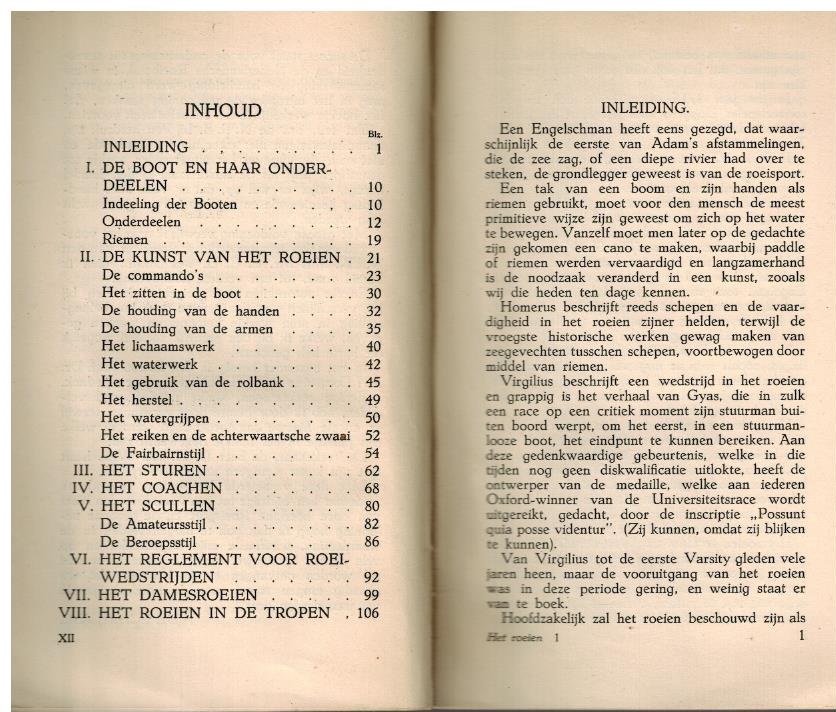 INHOUD
Blz.
INLEIDING . . . . . . . . . 1
I. DE BOOT EN HAAR ONDER-
DEELEN . . . . . . . . . . 10
Indeeling der Booten . . . . . . 10
Onderdeelen . . . . . . . . . 12
Riemen . . . . . . . . . . . 19
II. DE KUNST VAN HET ROEIEN . 21
De commando's . . . . . . . . 23
Het zitten in de boot . . . . . . 30
De houding van de handen . . . . 32
De houding van de armen . . . . 35
Het lichaamswerk . . . . . . . 40
Het waterwerk . . . . . . . . 42
Het gebruik van de rolbank . . . . 45
Het herstel . . . . . . . . . . 49
Het watergrijpen . . . . . . . . 50
Het reiken en de achterwaartsche zwaai 52
De Fairbairnstijl . . . . . . . . 54
III. HET STUREN . . . . . . . . 62
IV. HET COACHEN . . . . . . . 68
V. HET SCULLEN . . . . . . . 80
De Amateursstijl . . . . . . . . 82
De Beroepsstijl . . . . . . . . 86
VI. HET REGLEMENT VOOR ROEI-
WEDSTRIJDEN . . . . . . 92
VII. HET DAMESROEIEN . . . . . 99
VIII. HET ROEIEN IN DE TROPEN . 106
XII
INLEIDING.
Een Engelschman heeft eens gezegd, dat waar-
schijnlijk de eerste van Adam's afstammelingen,
die de zee zag, of een diepe rivier had over te
steken, de grondlegger geweest is van de roeisport.
Een tak van een boom en zijn handen als
riemen gebruikt, moet voor den mensch de meest
primitieve wijze zijn geweest om zich op het water
te bewegen. Vanzelf moet men later op de gedachte
zijn gekomen een cano te maken, waarbij paddle
of riemen werden vervaardigd en langzamerhand
is de noodzaak veranderd in een kunst, zooals
wij die heden ten dage kennen.
Homerus beschrijft reeds schepen en de vaar-
digheid in het roeien zijner helden, terwijl de
vroegste historische werken gewag maken van
zeegevechten tusschen schepen, voortbewogen door
middel van riemen.
Virgilius beschrijft een wedstrijd in het roeien
en grappig is het verhaal van Gyas, die in zulk
een race op een critiek moment zijn stuurman bui-
ten boord werpt, om het eerst, in een stuurman-
looze boot, het eindpunt te kunnen bereiken. Aan
deze gedenkwaardige gebeurtenis, welke in die
tijden nog geen diskwalificatie uitlokte, heeft de
ontwerper van de medaille, welke aan iederen
Oxford-winner van de Universiteitsrace wordt
uitgereikt, gedacht, door de inscriptie „Possunt
quia posse videntur". (Zij kunnen, omdat zij blijken
te kunnen).
Van Virgilius tot de eerste Varsity gleden vele
jaren heen, maar de vooruitgang van het roeien
was in deze periode gering, en weinig staat er
van te boek.
Hoofdzakelijk zal het roeien beschouwd zijn als
Het roeien 1 1